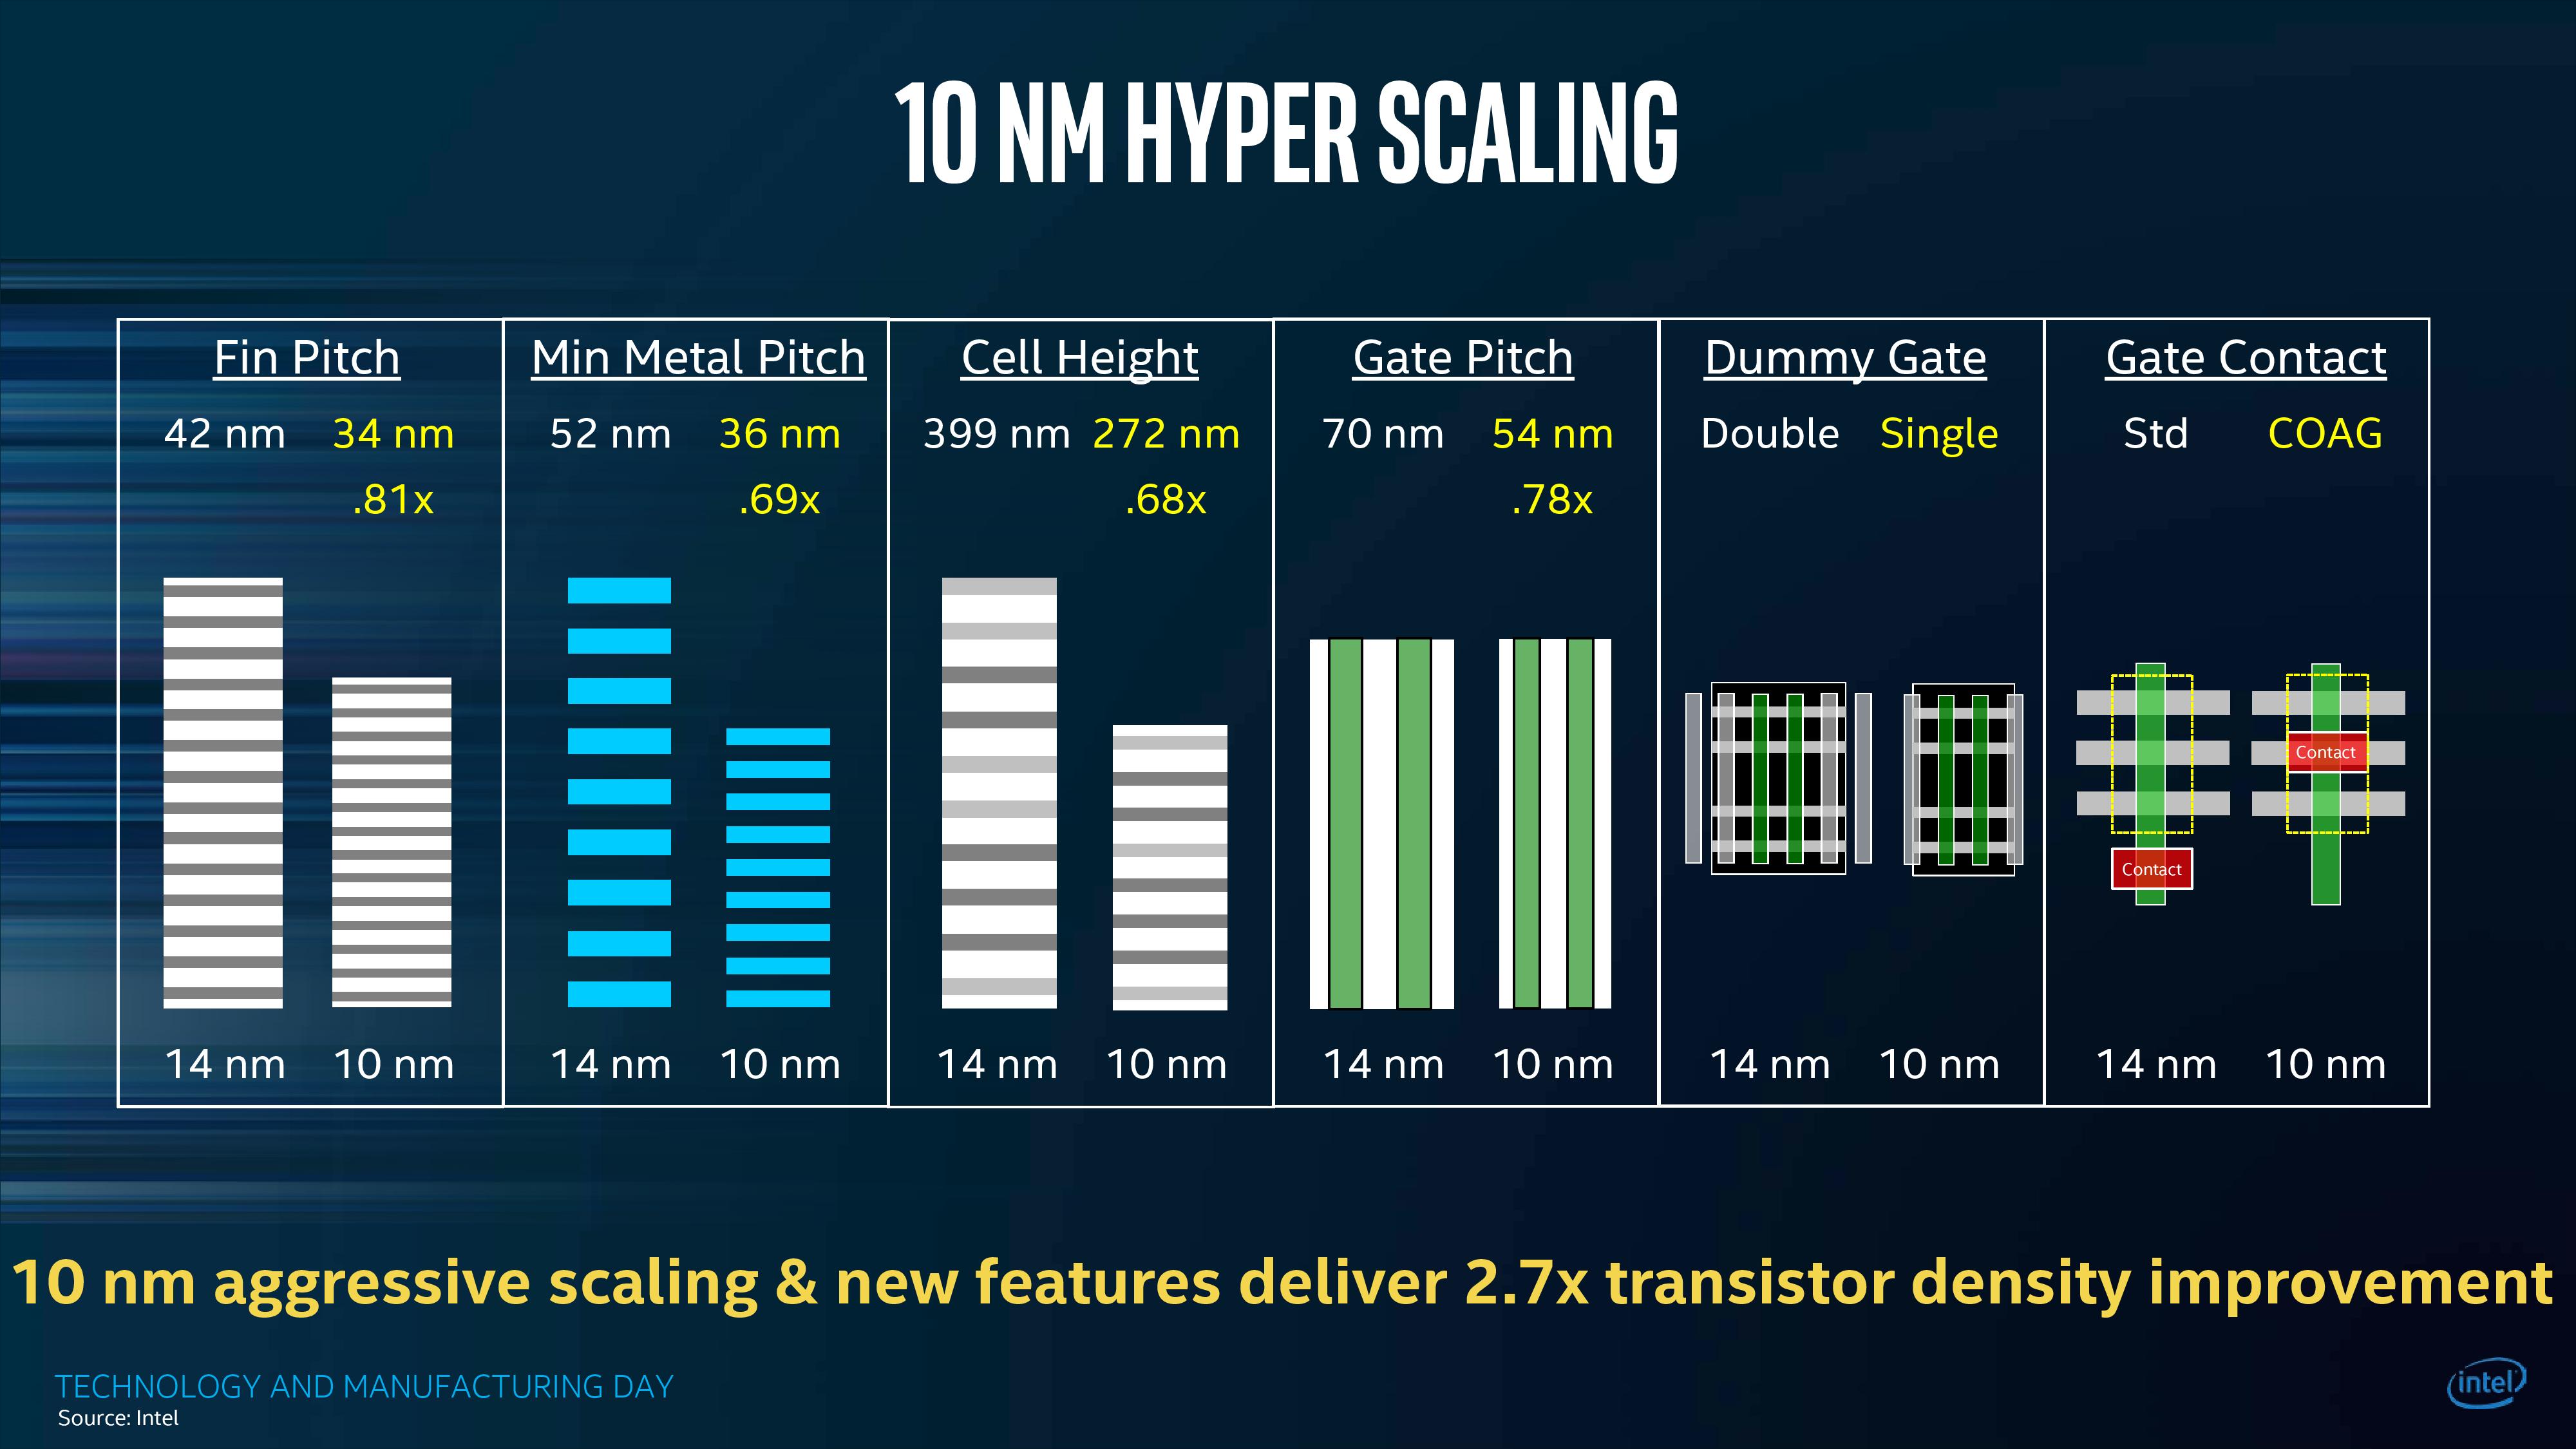 10 NM HYPER SCALING
Fin Pitch
42 nm 34 nm
.81x
14 nm 10 nm
Min Metal Pitch
52 nm 36 nm
.69x
14 nm 10 nm
Cell Height
399 nm 272 nm
.68x
14 nm 10 nm
Gate Pitch
70 nm 54 nm
.78x
14 nm 10 nm
Dummy Gate
Double Single
14 nm 10 nm
Gate Contact
Std COAG
Contact
Contact
14 nm 10 nm
10 nm aggressive scaling & new features deliver 2.7x transistor density improvement
TECHNOLOGY AND MANUFACTURING DAY
Source: Intel
intel